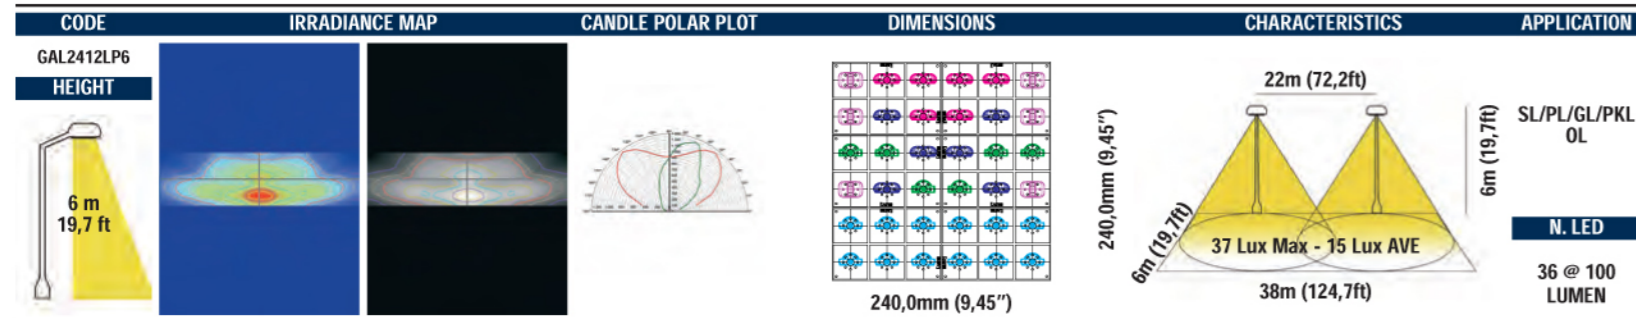 CODE
IRRADIANCE MAP
CANDLE POLAR PLOT
DIMENSIONS
CHARACTERISTICS
APPLICATION
GAL2412LP6
HEIGHT
6 m
19,7 ft
240,0mm (9,45”)
240,0mm (9,45”)
22m (72,2ft)
6m (19,7ft)
6m (19,7ft)
37 Lux Max - 15 Lux AVE
38m (124,7ft)
SL/PL/GL/PKL
OL
N. LED
36 @ 100
LUMEN